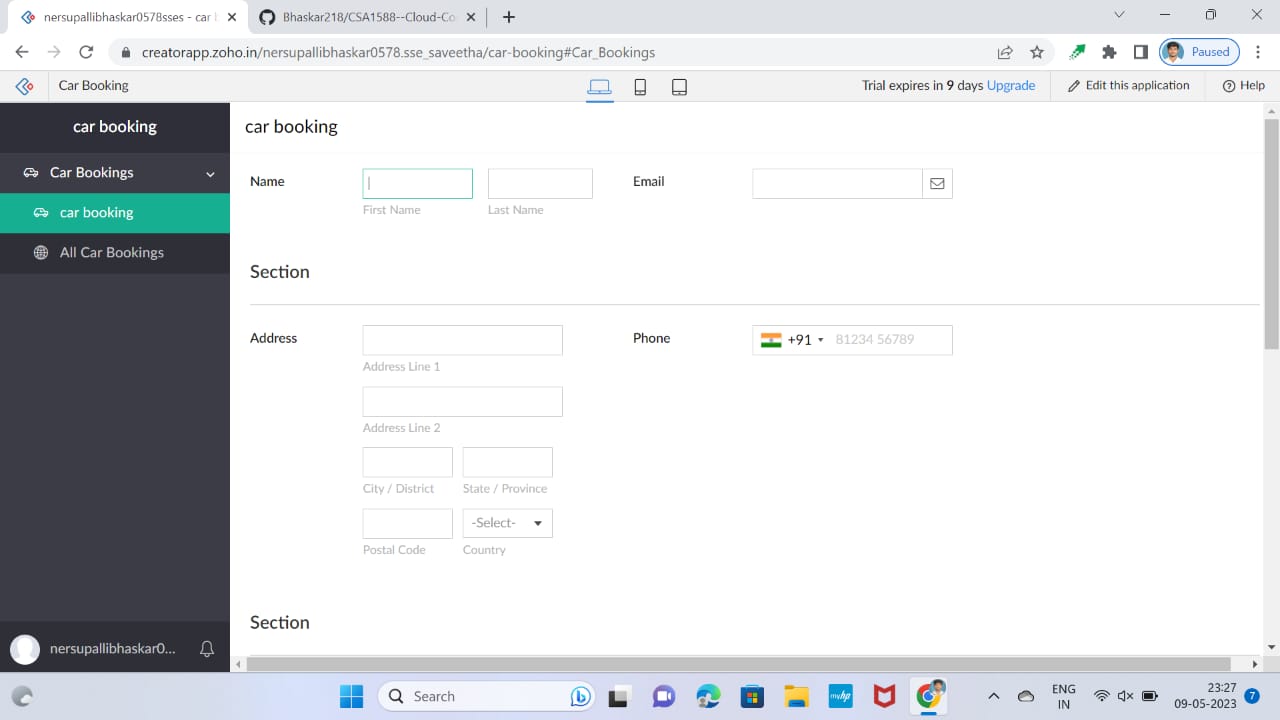 nersupallibhaskar0578sses - car b
Bhaskar218/CSA1588--Cloud-Co
creatorapp.zoho.in/nersupallibhaskar0578.sse_saveetha/car-booking#Car_Bookings
Paused
Car Booking
Trial expires in 9 days Upgrade
Edit this application
Help
car booking
car booking
Car Bookings
Name
Email
First Name
Last Name
car booking
All Car Bookings
Section
Address
Phone
+91
81234 56789
Address Line 1
Address Line 2
City / District
State / Province
-Select-
Postal Code
Country
Section
nersupallibhaskar0...
Search
myhp
ENG
IN
23:27
09-05-2023
7